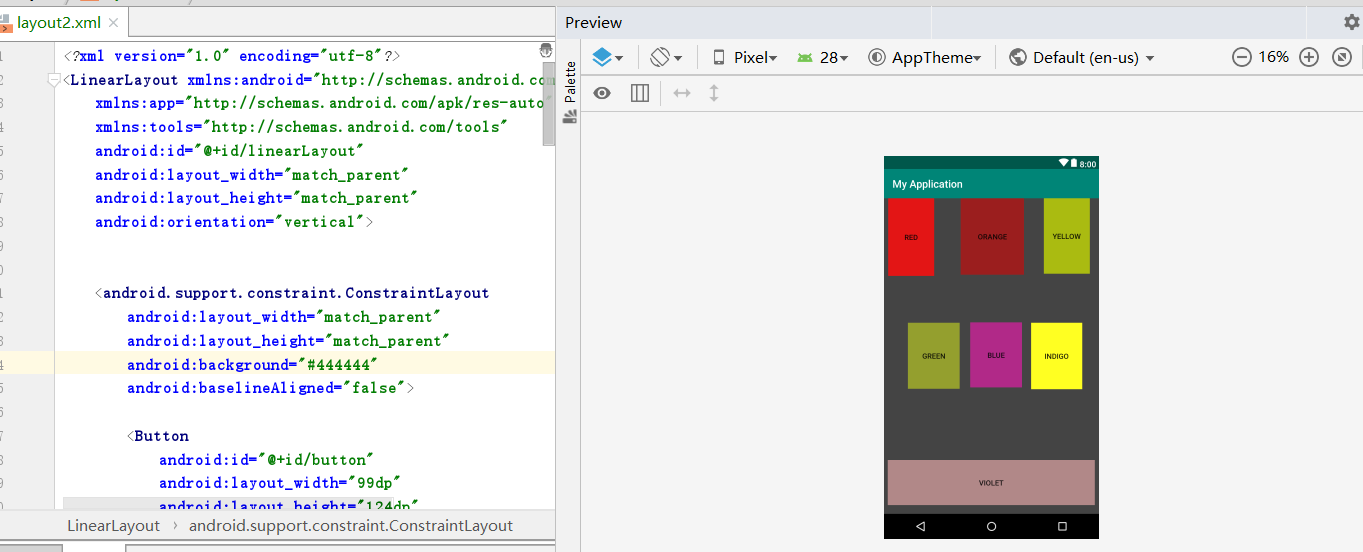 layout2.xml
<?xml version="1.0" encoding="utf-8"?>
<LinearLayout xmlns:android="http://schemas.android.com
xmlns:app="http://schemas.android.com/apk/res-auto"
xmlns:tools="http://schemas.android.com/tools"
android:id="@+id/linearLayout"
android:layout_width="match_parent"
android:layout_height="match_parent"
android:orientation="vertical">
<android.support.constraint.ConstraintLayout
android:layout_width="match_parent"
android:layout_height="match_parent"
android:background="#444444"
android:baselineAligned="false">
<Button
android:id="@+id/button"
android:layout_width="99dp"
android:layout_height="124dp"
LinearLayout › android.support.constraint.ConstraintLayout
Preview
Palette
Pixel 28 AppTheme Default (en-us) 16%
8:00
My Application
RED ORANGE YELLOW
GREEN BLUE INDIGO
VIOLET